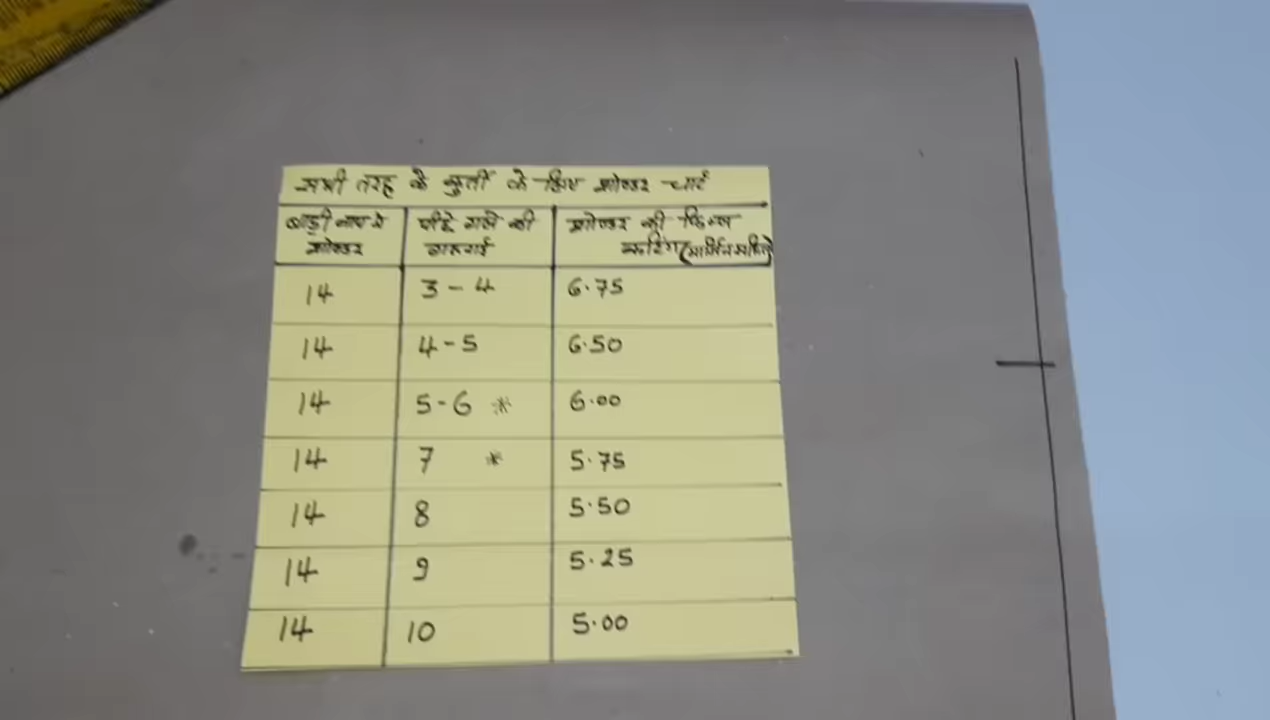 सभी तरह के कुर्ती के लिए शोल्डर चार्ट
बाड़ी नाप मे शोल्डर | पीछे गले की गहराई | शोल्डर की फिक्स कटिंग (मार्जिन सहित)
14 | 3 - 4 | 6.75
14 | 4 - 5 | 6.50
14 | 5 - 6 * | 6.00
14 | 7 * | 5.75
14 | 8 | 5.50
14 | 9 | 5.25
14 | 10 | 5.00